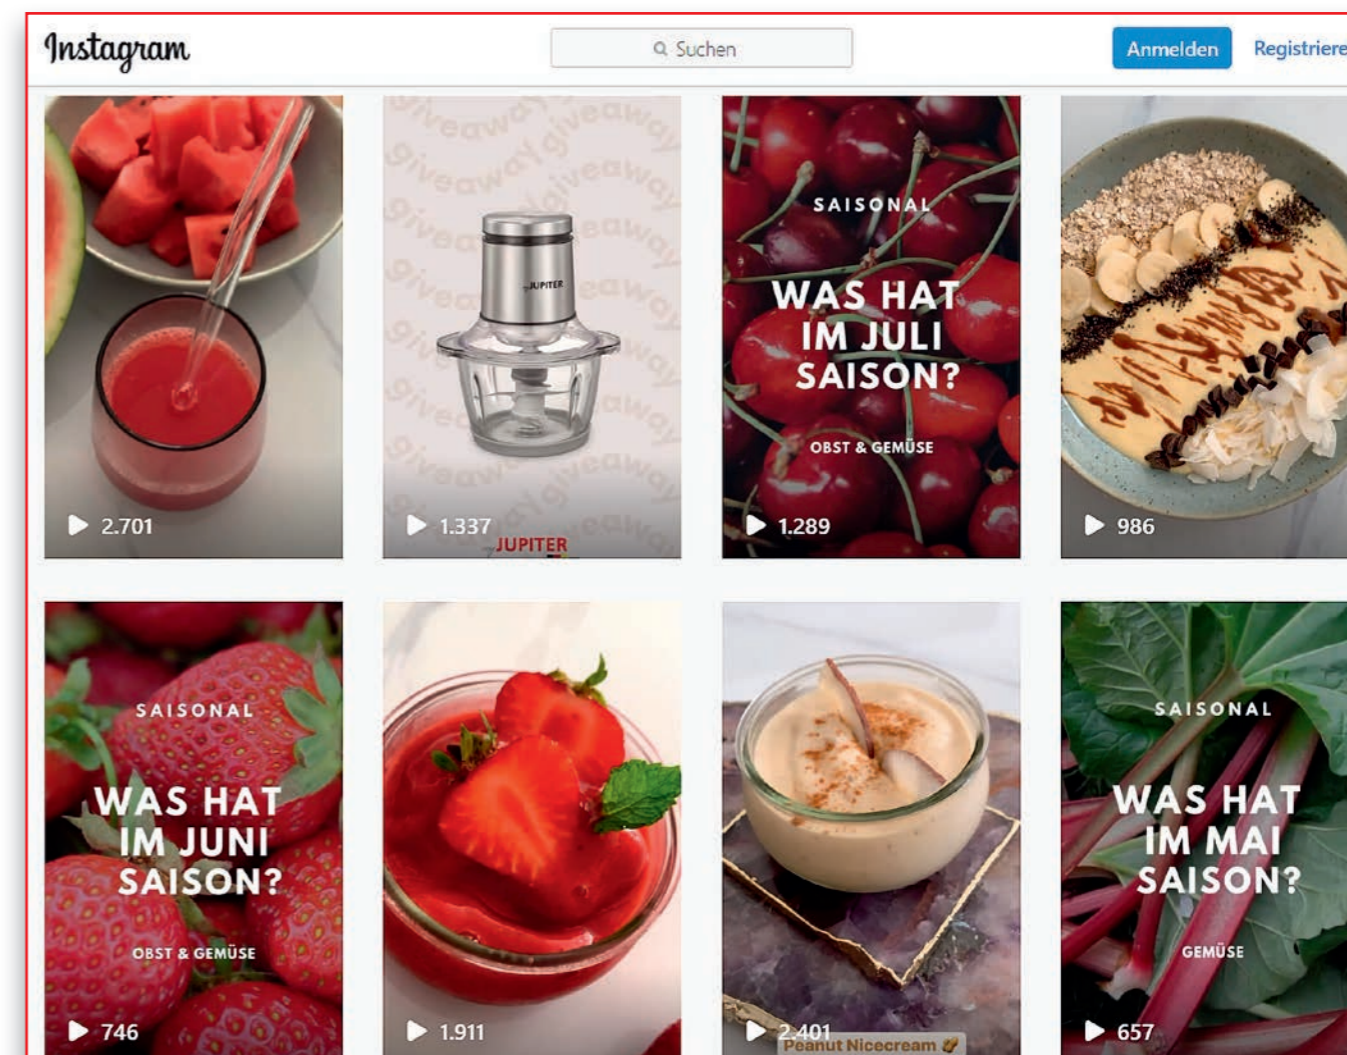 Instagram
Suchen
Anmelden
Registriere
2.701
giveaway giveaway
JUPITER
1.337
JUPITER
SAISONAL
WAS HAT
IM JULI
SAISON?
OBST & GEMÜSE
1.289
986
SAISONAL
WAS HAT
IM JUNI
SAISON?
OBST & GEMÜSE
746
1.911
2.401
Peanut Nicecream
SAISONAL
WAS HAT
IM MAI
SAISON?
GEMÜSE
657